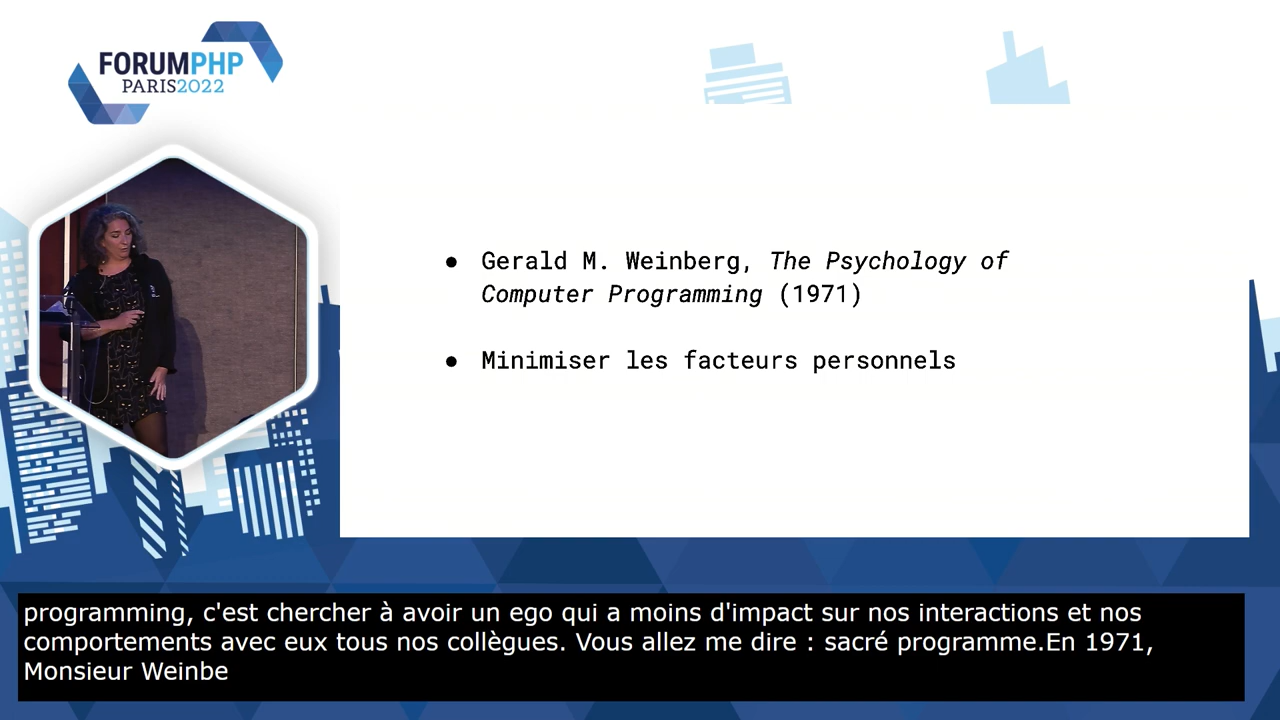 FORUMPHP
PARIS2022
● Gerald M. Weinberg, The Psychology of
Computer Programming (1971)
● Minimiser les facteurs personnels
programming, c'est chercher à avoir un ego qui a moins d'impact sur nos interactions et nos
comportements avec eux tous nos collègues. Vous allez me dire : sacré programme.En 1971,
Monsieur Weinbe